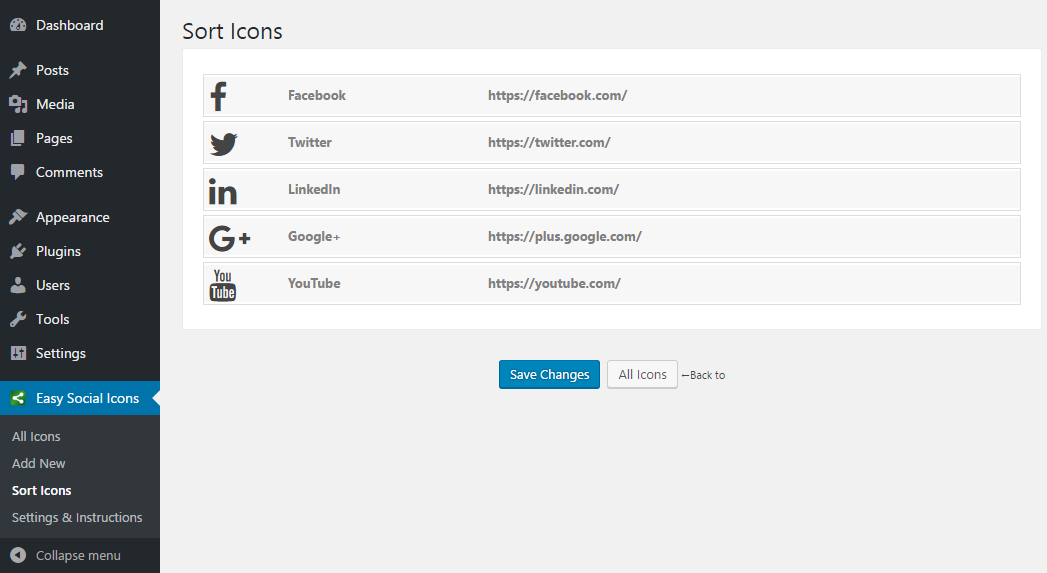 Dashboard
Posts
Media
Pages
Comments
Appearance
Plugins
Users
Tools
Settings
Easy Social Icons
All Icons
Add New
Sort Icons
Settings & Instructions
Collapse menu
Sort Icons
Facebook https://facebook.com/
Twitter https://twitter.com/
in LinkedIn https://linkedin.com/
G+ Google+ https://plus.google.com/
You
Tube YouTube https://youtube.com/
Save Changes All Icons ←Back to